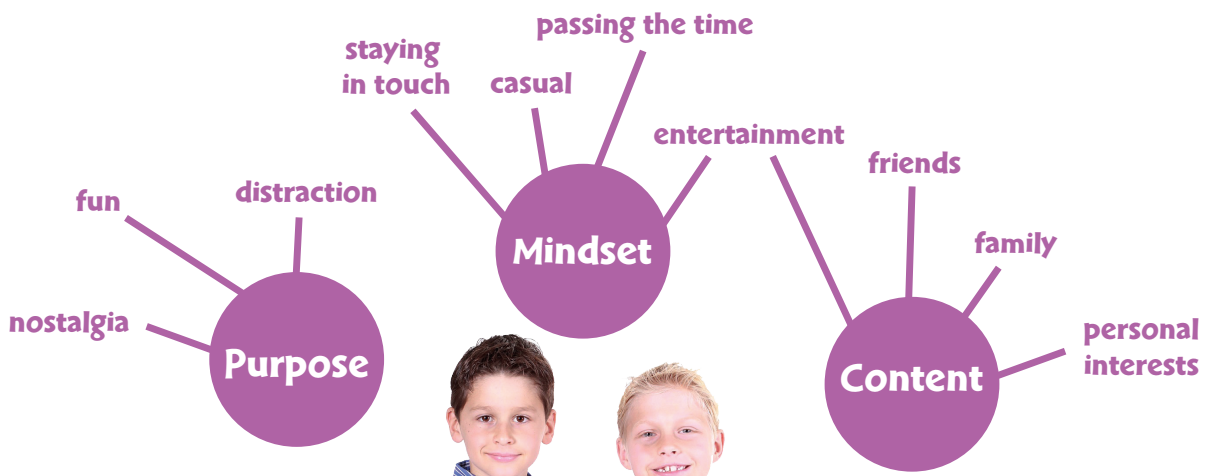 passing the time
staying
in touch
casual
entertainment
friends
fun
distraction
family
Mindset
nostalgia
personal
interests
Purpose
Content